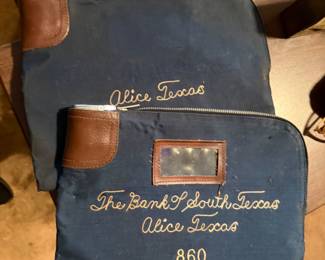 Alice Texas
The Bank of South Texas
Alice Texas
860